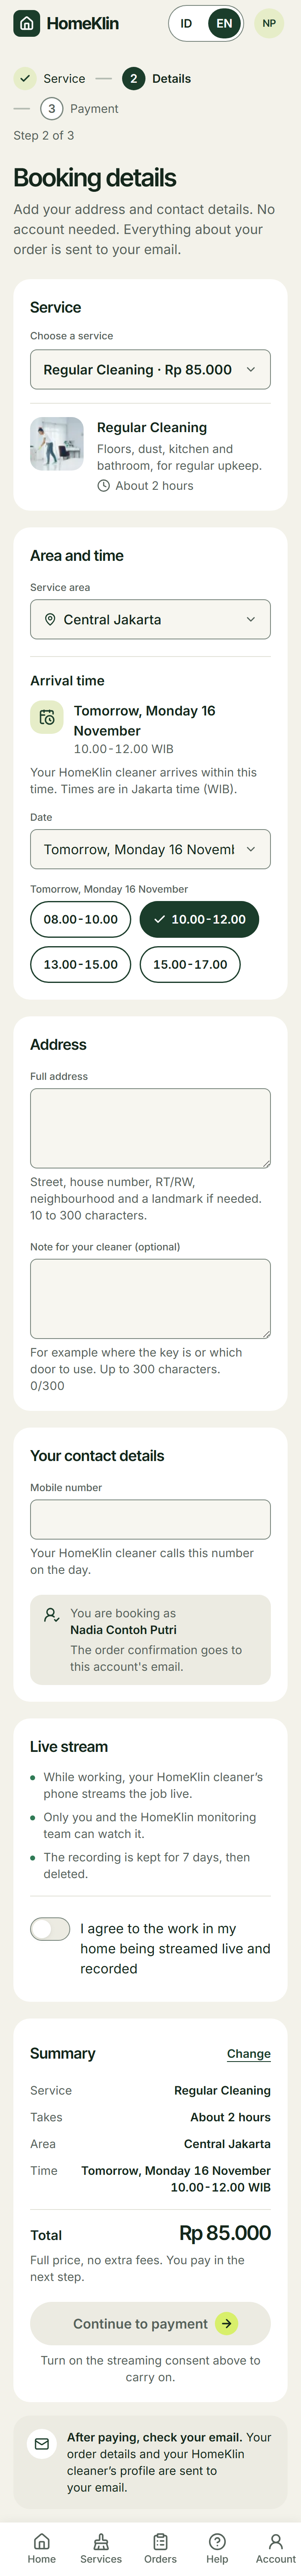 HomeKlin
ID EN NP
Service
2 Details
3 Payment
Step 2 of 3
Booking details
Add your address and contact details. No
account needed. Everything about your
order is sent to your email.
Service
Choose a service
Regular Cleaning · Rp 85.000
Regular Cleaning
Floors, dust, kitchen and
bathroom, for regular upkeep.
About 2 hours
Area and time
Service area
Central Jakarta
Arrival time
Tomorrow, Monday 16
November
10.00-12.00 WIB
Your HomeKlin cleaner arrives within this
time. Times are in Jakarta time (WIB).
Date
Tomorrow, Monday 16 Novemb
Tomorrow, Monday 16 November
08.00-10.00 10.00-12.00
13.00-15.00 15.00-17.00
Address
Full address
Street, house number, RT/RW,
neighbourhood and a landmark if needed.
10 to 300 characters.
Note for your cleaner (optional)
For example where the key is or which
door to use. Up to 300 characters.
0/300
Your contact details
Mobile number
Your HomeKlin cleaner calls this number
on the day.
You are booking as
Nadia Contoh Putri
The order confirmation goes to
this account's email.
Live stream
While working, your HomeKlin cleaner's
phone streams the job live.
Only you and the HomeKlin monitoring
team can watch it.
The recording is kept for 7 days, then
deleted.
I agree to the work in my
home being streamed live and
recorded
Summary Change
Service Regular Cleaning
Takes About 2 hours
Area Central Jakarta
Time Tomorrow, Monday 16 November
10.00-12.00 WIB
Total Rp 85.000
Full price, no extra fees. You pay in the
next step.
Continue to payment
Turn on the streaming consent above to
carry on.
After paying, check your email. Your
order details and your HomeKlin
cleaner's profile are sent to
your email.
Home Services Orders Help Account